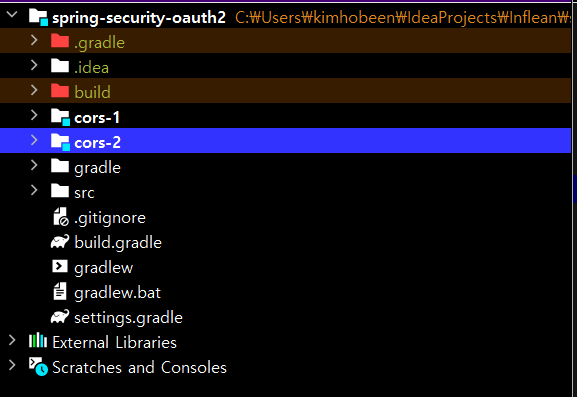 spring-security-oauth2 C:₩Users₩kimhobeen₩IdeaProjects₩Inflean₩
.gradle
.idea
build
cors-1
cors-2
gradle
src
.gitignore
build.gradle
gradlew
gradlew.bat
settings.gradle
External Libraries
Scratches and Consoles